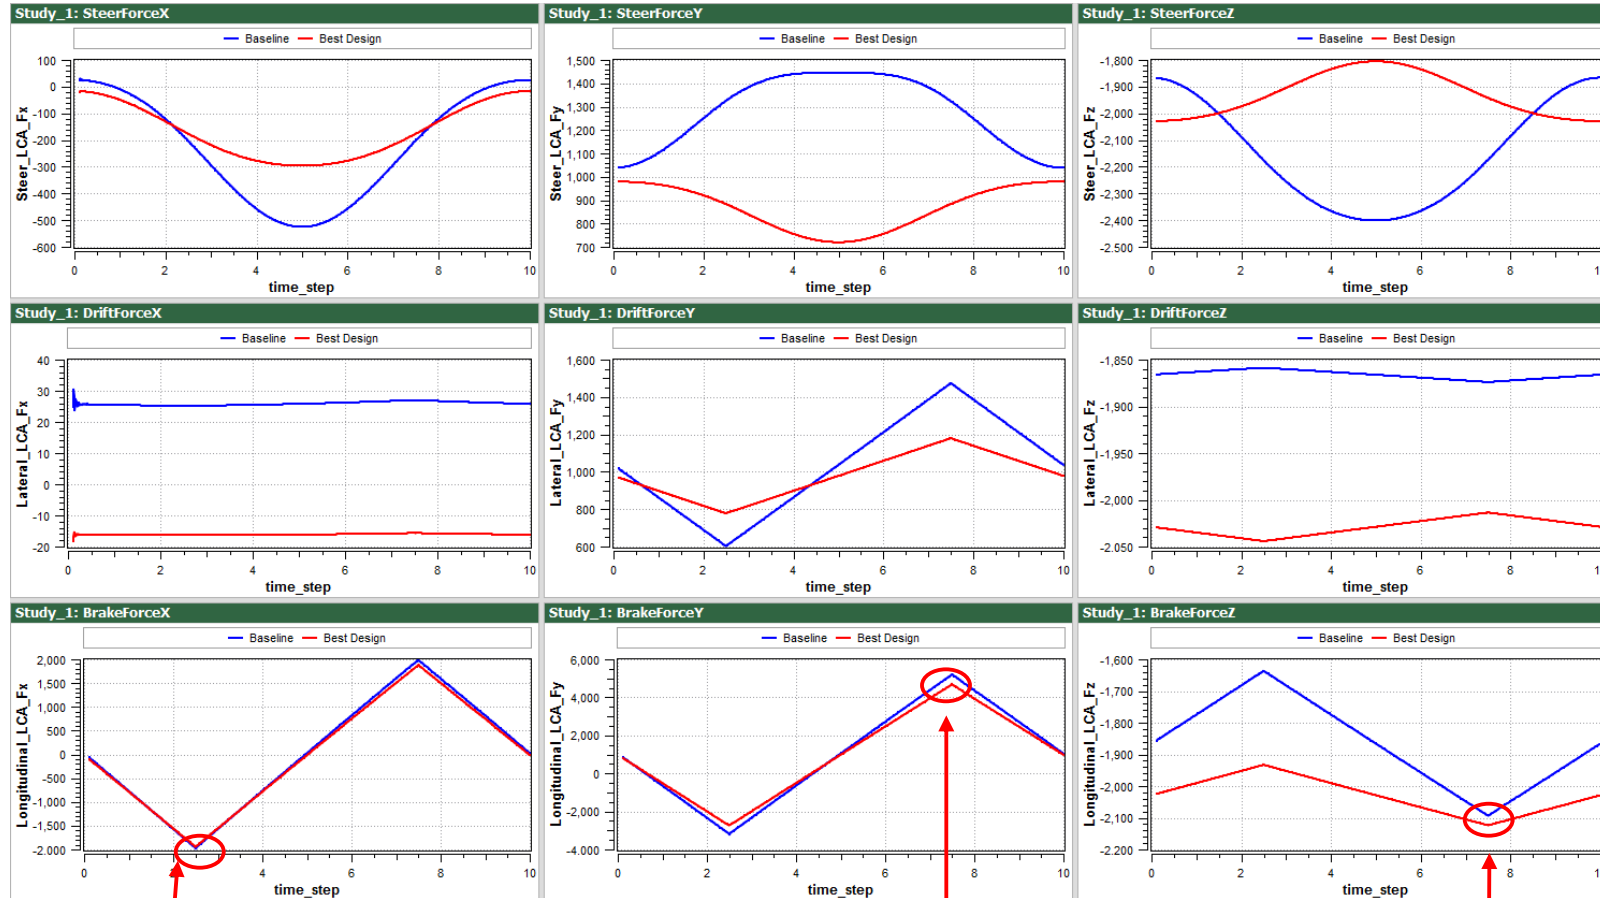 Study_1: SteerForceX
Baseline Best Design
100
0
-100
-200
-300
-400
-500
-600
Steer_LCA_Fx
0 2 4 6 8 10
time_step
Study_1: SteerForceY
Baseline Best Design
1,500
1,400
1,300
1,200
1,100
1,000
900
800
700
Steer_LCA_Fy
0 2 4 6 8 10
time_step
Study_1: SteerForceZ
Baseline Best Design
-1,800
-1,900
-2,000
-2,100
-2,200
-2,300
-2,400
-2.500
Steer_LCA_Fz
0 2 4 6 8 1
time_step
Study_1: DriftForceX
Baseline Best Design
40
30
20
10
0
-10
-20
Lateral_LCA_Fx
0 2 4 6 8 10
time_step
Study_1: DriftForceY
Baseline Best Design
1,600
1,400
1,200
1,000
800
600
Lateral_LCA_Fy
0 2 4 6 8 10
time_step
Study_1: DriftForceZ
Baseline Best Design
-1,850
-1,900
-1,950
-2,000
-2.050
Lateral_LCA_Fz
0 2 4 6 8 1
time_step
Study_1: BrakeForceX
Baseline Best Design
2,000
1,500
1,000
500
0
-500
-1,000
-1,500
-2.000
Longitudinal_LCA_Fx
0 2 4 6 8 10
time_step
Study_1: BrakeForceY
Baseline Best Design
6,000
4,000
2,000
0
-2,000
-4.000
Longitudinal_LCA_Fy
0 2 4 6 8 10
time_step
Study_1: BrakeForceZ
Baseline Best Design
-1,600
-1,700
-1,800
-1,900
-2,000
-2,100
-2.200
Longitudinal_LCA_Fz
0 2 4 6 8 1
time_step